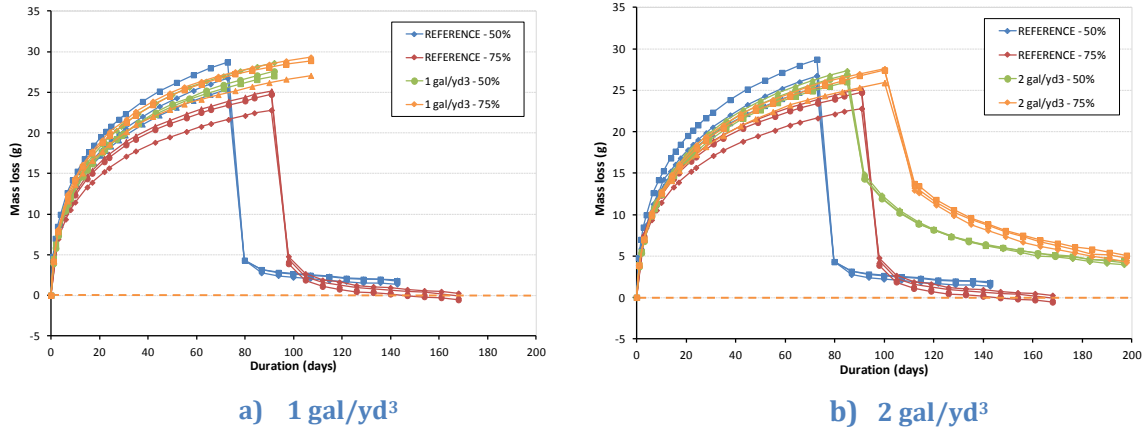 35
30
25
20
15
10
5
0
-5
Mass loss (g)
0 20 40 60 80 100 120 140 160 180 200
Duration (days)
REFERENCE - 50%
REFERENCE - 75%
1 gal/yd3 - 50%
1 gal/yd3 - 75%
a) 1 gal/yd³
35
30
25
20
15
10
5
0
-5
Mass loss (g)
0 20 40 60 80 100 120 140 160 180 200
Duration (days)
REFERENCE - 50%
REFERENCE - 75%
2 gal/yd3 - 50%
2 gal/yd3 - 75%
b) 2 gal/yd³